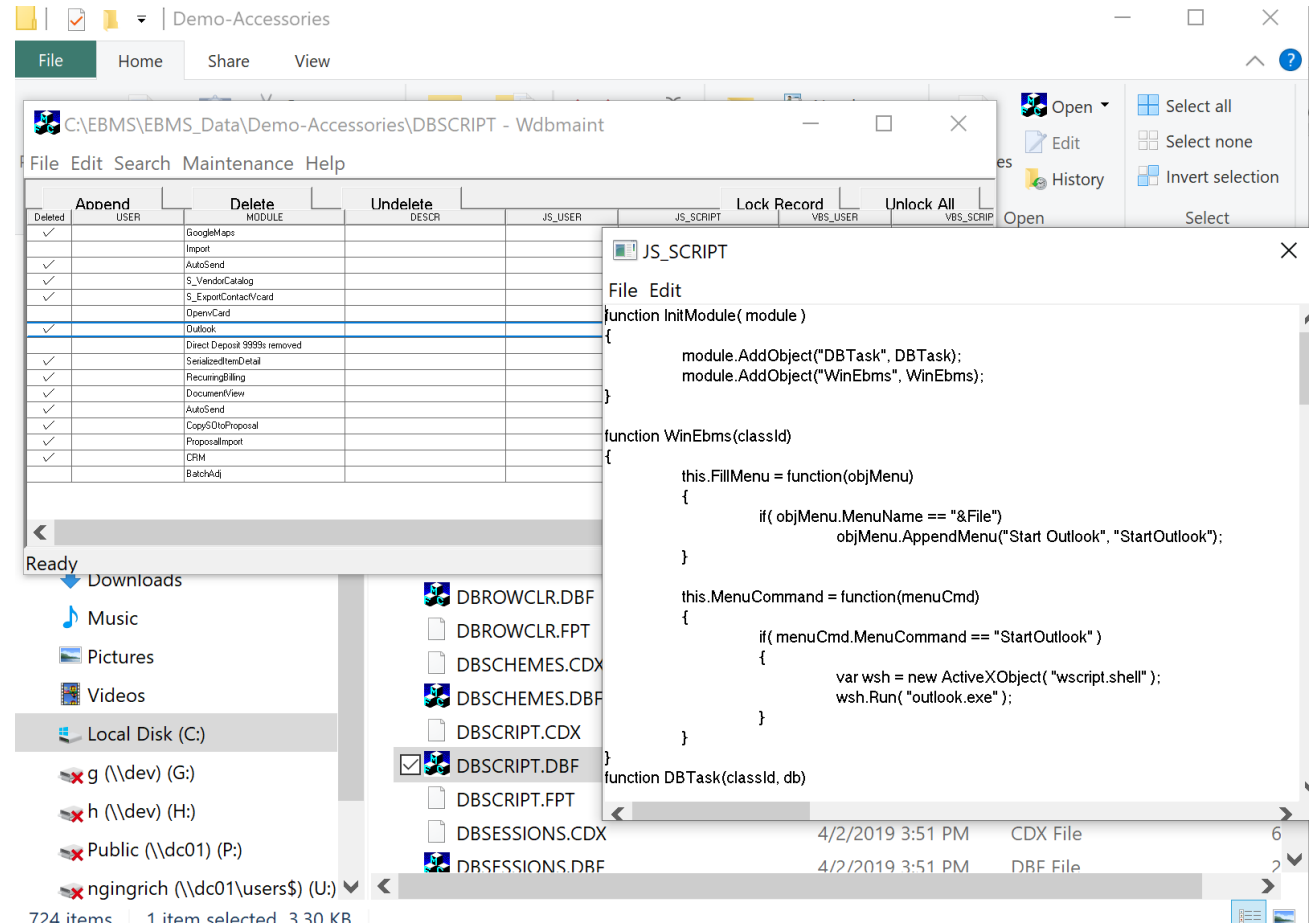 Demo-Accessories
File Home Share View
C:\EBMS\EBMS_Data\Demo-Accessories\DBSCRIPT - Wdbmaint
File Edit Search Maintenance Help
Append Delete Undelete Lock Record Unlock All
Deleted USER MODULE DESCR JS_USER JS_SCRIPT VBS_USER VBS_SCRIP
GoogleMaps
Import
AutoSend
S_VendorCatalog
S_ExportContactVcard
OpenvCard
Outlook
Direct Deposit 9999s removed
SerializedItemDetail
RecurringBilling
DocumentView
AutoSend
CopySOtoProposal
ProposalImport
CRM
BatchAdj
Ready
Open
Edit
History
es
Open
Select all
Select none
Invert selection
Select
JS_SCRIPT
File Edit
function InitModule( module )
{
module.AddObject("DBTask", DBTask);
module.AddObject("WinEbms", WinEbms);
}
function WinEbms(classId)
{
this.FillMenu = function(objMenu)
{
if( objMenu.MenuName == "&File")
objMenu.AppendMenu("Start Outlook", "StartOutlook");
}
this.MenuCommand = function(menuCmd)
{
if( menuCmd.MenuCommand == "StartOutlook" )
{
var wsh = new ActiveXObject( "wscript.shell" );
wsh.Run( "outlook.exe" );
}
}
}
function DBTask(classId, db)
Downloads
Music
Pictures
Videos
Local Disk (C:)
g (\\dev) (G:)
h (\\dev) (H:)
Public (\\dc01) (P:)
ngingrich (\\dc01\users$) (U:)
DBROWCLR.DBF
DBROWCLR.FPT
DBSCHEMES.CDX
DBSCHEMES.DBF
DBSCRIPT.CDX
DBSCRIPT.DBF
DBSCRIPT.FPT
DBSESSIONS.CDX 4/2/2019 3:51 PM CDX File 6
DBSESSIONS.DBF 4/2/2019 3:51 PM DBF File 2
724 items 1 item selected 3.30 KB